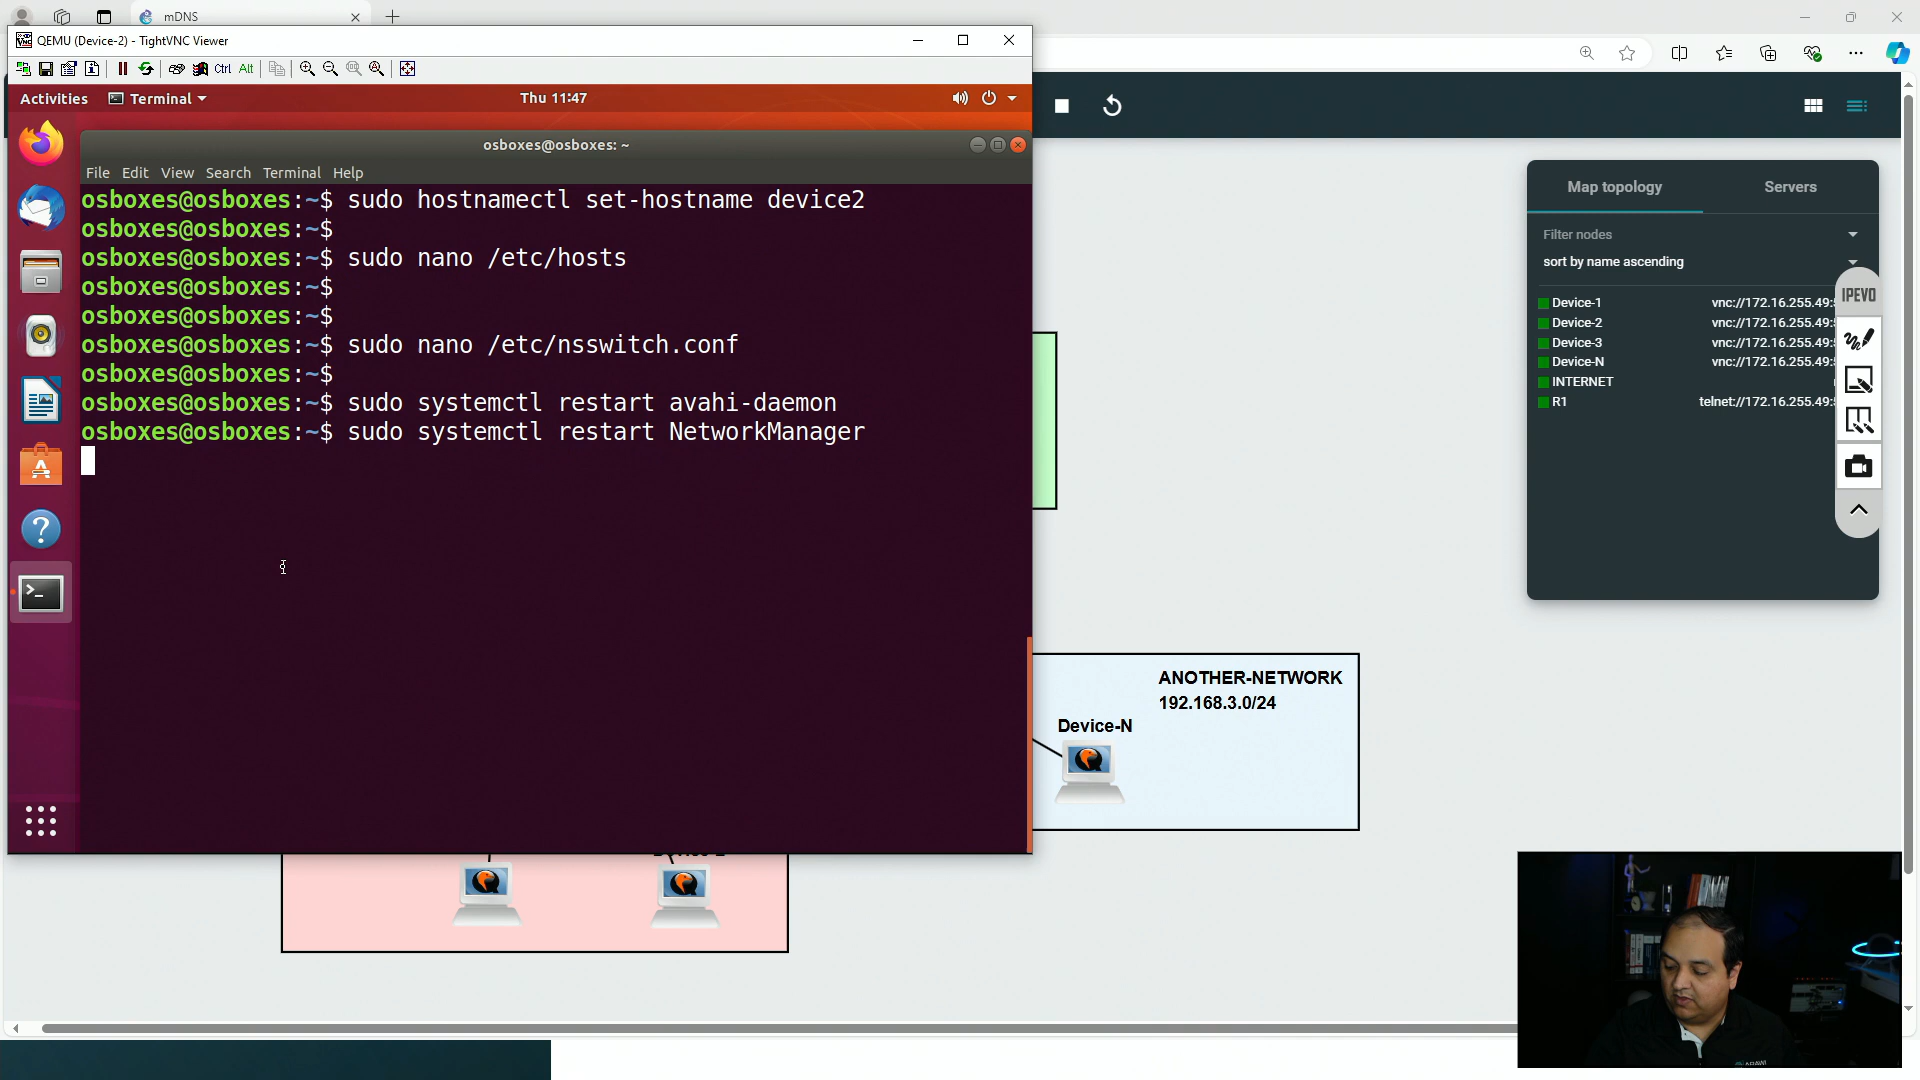 mDNS
QEMU (Device-2) - TightVNC Viewer
Ctrl Alt
Activities
Terminal
Thu 11:47
osboxes@osboxes: ~
File Edit View Search Terminal Help
osboxes@osboxes:~$ sudo hostnamectl set-hostname device2
osboxes@osboxes:~$
osboxes@osboxes:~$ sudo nano /etc/hosts
osboxes@osboxes:~$
osboxes@osboxes:~$
osboxes@osboxes:~$ sudo nano /etc/nsswitch.conf
osboxes@osboxes:~$
osboxes@osboxes:~$ sudo systemctl restart avahi-daemon
osboxes@osboxes:~$ sudo systemctl restart NetworkManager
Map topology
Servers
Filter nodes
sort by name ascending
IPEVO
Device-1 vnc://172.16.255.49:
Device-2 vnc://172.16.255.49:
Device-3 vnc://172.16.255.49:
Device-N vnc://172.16.255.49:
INTERNET
R1 telnet://172.16.255.49:
ANOTHER-NETWORK
192.168.3.0/24
Device-N